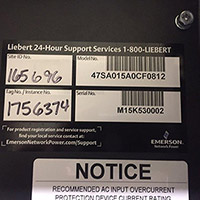 Liebert 24-Hour Support Services 1-800-LIEBERT
Site ID No.
165696
Model No.
47SA015A0CF0812
Tag No./Instance No.
1756374
Serial No.
M15K530002
For product registration and service support,
find your local service contact at:
EmersonNetworkPower.com/Support
EMERSON
Network Power
NOTICE
RECOMMENDED AC INPUT OVERCURRENT
PROTECTION DEVICE CURRENT RATING